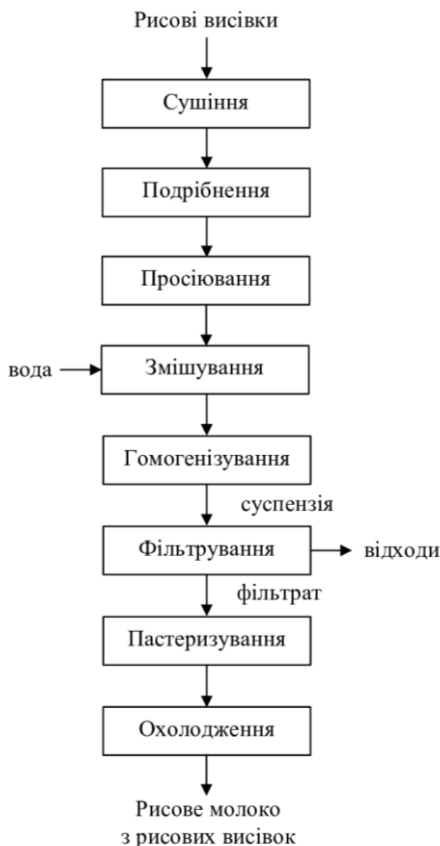 Рисові висівки
Сушіння
Подрібнення
Просіювання
вода
Змішування
Гомогенізування
суспензія
Фільтрування
відходи
фільтрат
Пастеризування
Охолодження
Рисове молоко
з рисових висівок